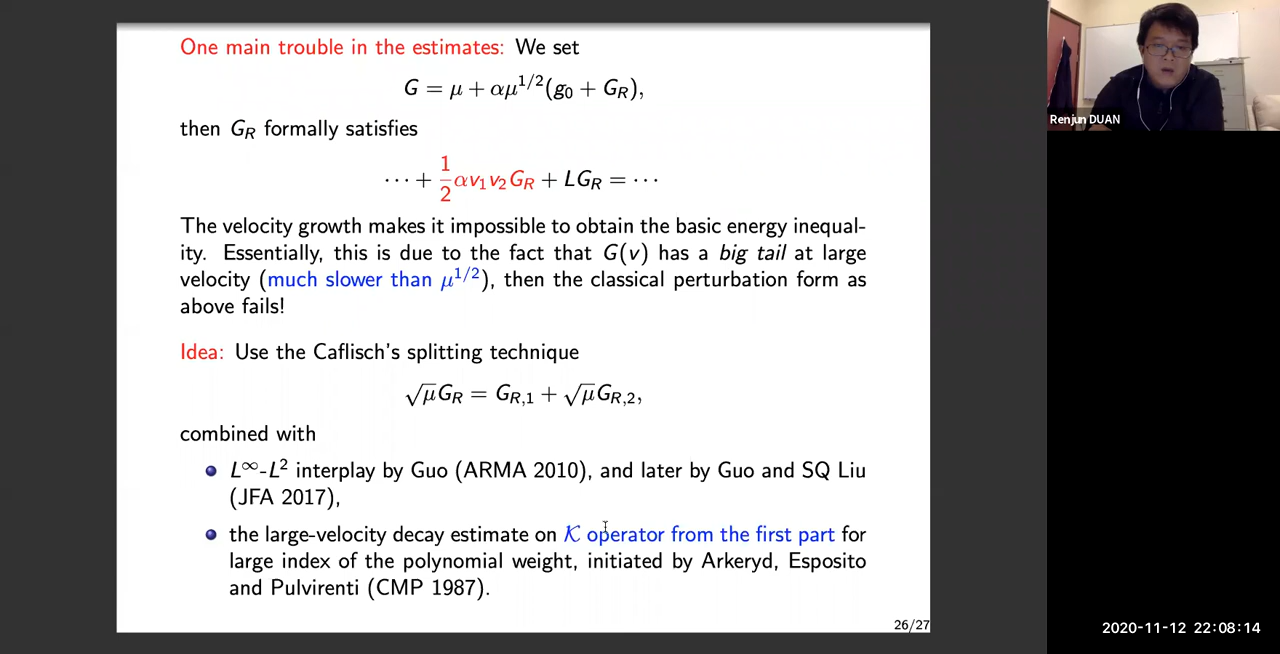 One main trouble in the estimates: We set
G = μ + αμ^{1/2}(g₀ + G_R),
then G_R formally satisfies
⋯ + \frac{1}{2}αv₁v₂G_R + LG_R = ⋯
The velocity growth makes it impossible to obtain the basic energy inequal-
ity. Essentially, this is due to the fact that G(v) has a big tail at large
velocity (much slower than μ^{1/2}), then the classical perturbation form as
above fails!
Idea: Use the Caflisch's splitting technique
√μG_R = G_{R,1} + √μG_{R,2},
combined with
L^∞-L² interplay by Guo (ARMA 2010), and later by Guo and SQ Liu
(JFA 2017),
the large-velocity decay estimate on 𝒦 operator from the first part for
large index of the polynomial weight, initiated by Arkeryd, Esposito
and Pulvirenti (CMP 1987).
26/27
Renjun DUAN
2020-11-12 22:08:14